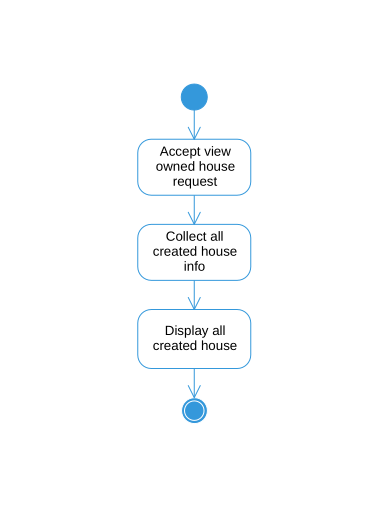 Accept view
owned house
request
Collect all
created house
info
Display all
created house